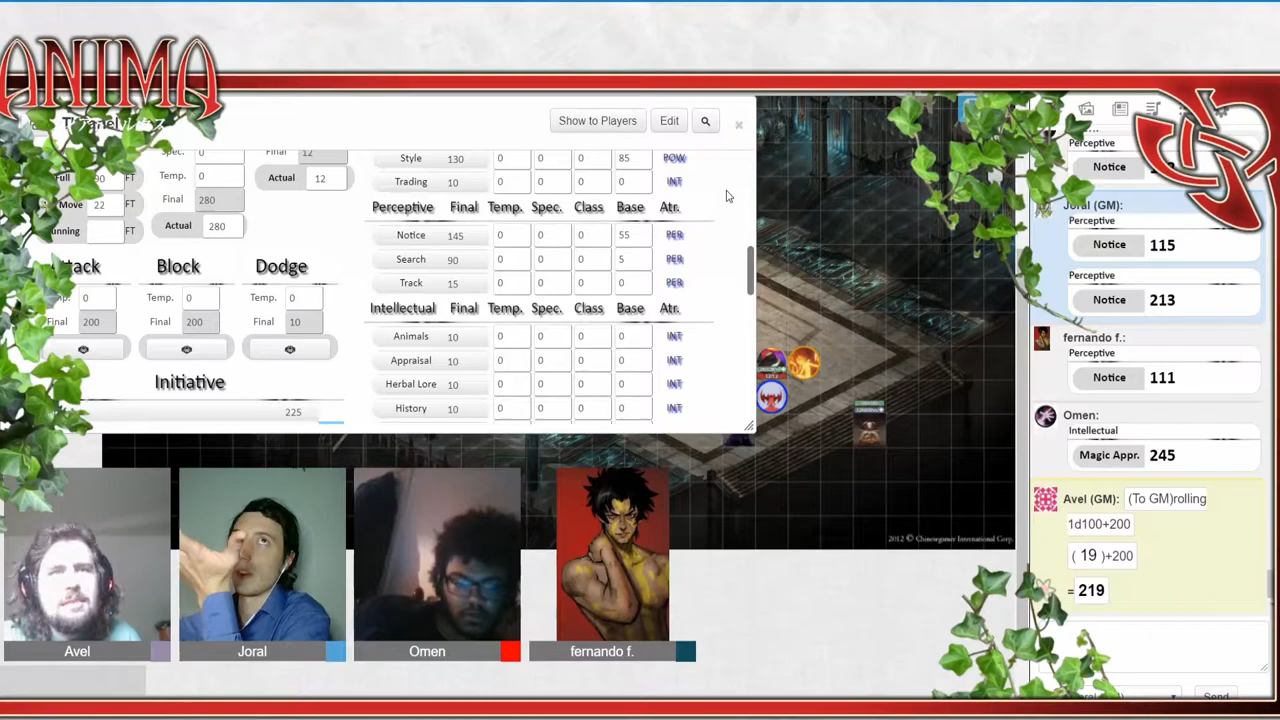 ANIMA
Show to Players Edit
Spec. 0 Final 12
Temp. 0 Actual 12
Full 90 FT
Move 22
Final 280
FT
Actual 280
Block Dodge
Temp. 0 Temp. 0 Temp. 0
Final 200 Final 200 Final 10
Initiative
225
Style 130 0 0 0 85 POW
Trading 10 0 0 0 0 INT
Perceptive Final Temp. Spec. Class Base Atr.
Notice 145 0 0 0 55 PER
Search 90 0 0 0 5 PER
Track 15 0 0 0 0 PER
Intellectual Final Temp. Spec. Class Base Atr.
Animals 10 0 0 0 0 INT
Appraisal 10 0 0 0 0 INT
Herbal Lore 10 0 0 0 0 INT
History 10 0 0 0 0 INT
2012 © Chinesegamer International Corp.
Perceptive
Notice
Joral (GM):
Perceptive
Notice 115
Perceptive
Notice 213
fernando f.:
Perceptive
Notice 111
Omen:
Intellectual
Magic Appr. 245
Avel (GM): (To GM)rolling
1d100+200
( 19 )+200
= 219
Send
Avel
Joral
Omen
fernando f.